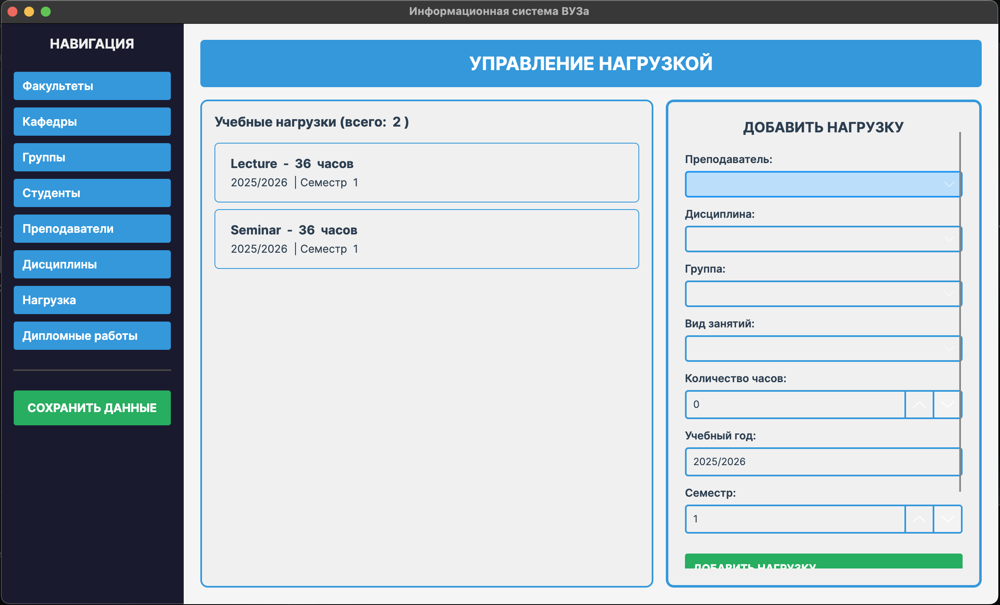 Информационная система ВУЗа
НАВИГАЦИЯ
Факультеты
Кафедры
Группы
Студенты
Преподаватели
Дисциплины
Нагрузка
Дипломные работы
СОХРАНИТЬ ДАННЫЕ
УПРАВЛЕНИЕ НАГРУЗКОЙ
Учебные нагрузки (всего: 2 )
Lecture - 36 часов
2025/2026 | Семестр 1
Seminar - 36 часов
2025/2026 | Семестр 1
ДОБАВИТЬ НАГРУЗКУ
Преподаватель:
Дисциплина:
Группа:
Вид занятий:
Количество часов:
0
Учебный год:
2025/2026
Семестр:
1
ДОБАВИТЬ НАГРУЗКУ